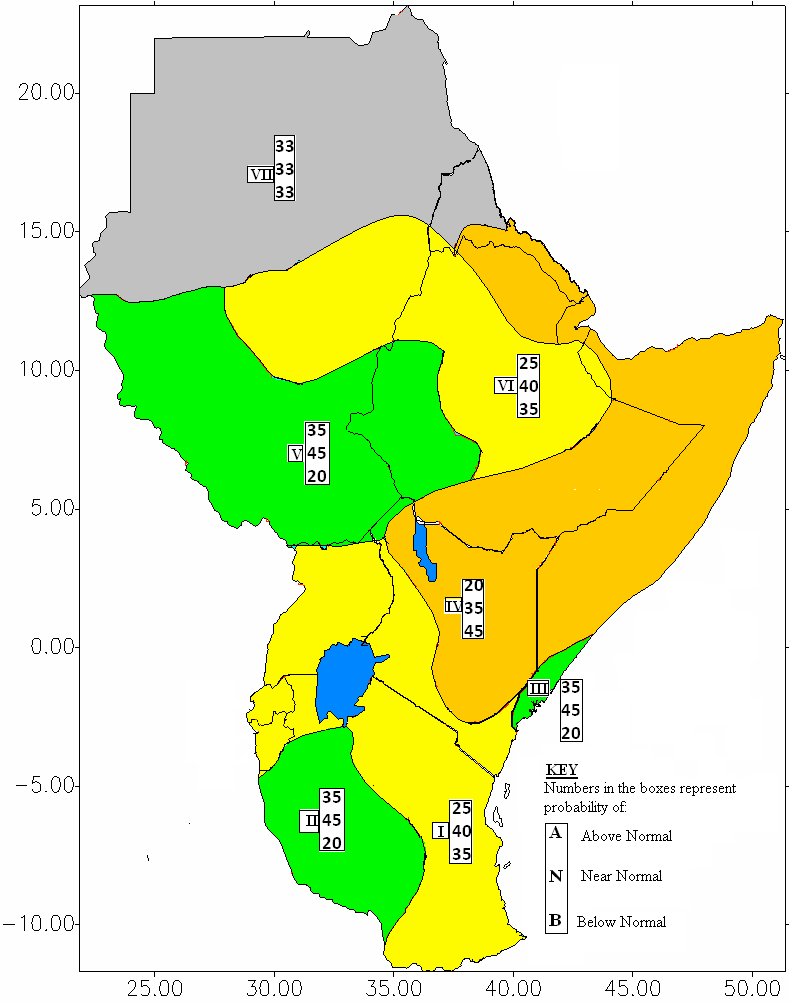 20.00
33
VII 33
33
15.00
10.00
25
VI 40
35
35
V 45
20
5.00
20
IV 35
45
0.00
III 35
45
20
KEY
Numbers in the boxes represent
probability of:
−5.00
35
II 45
20
25
I 40
35
A Above Normal
N Near Normal
B Below Normal
−10.00
25.00 30.00 35.00 40.00 45.00 50.00